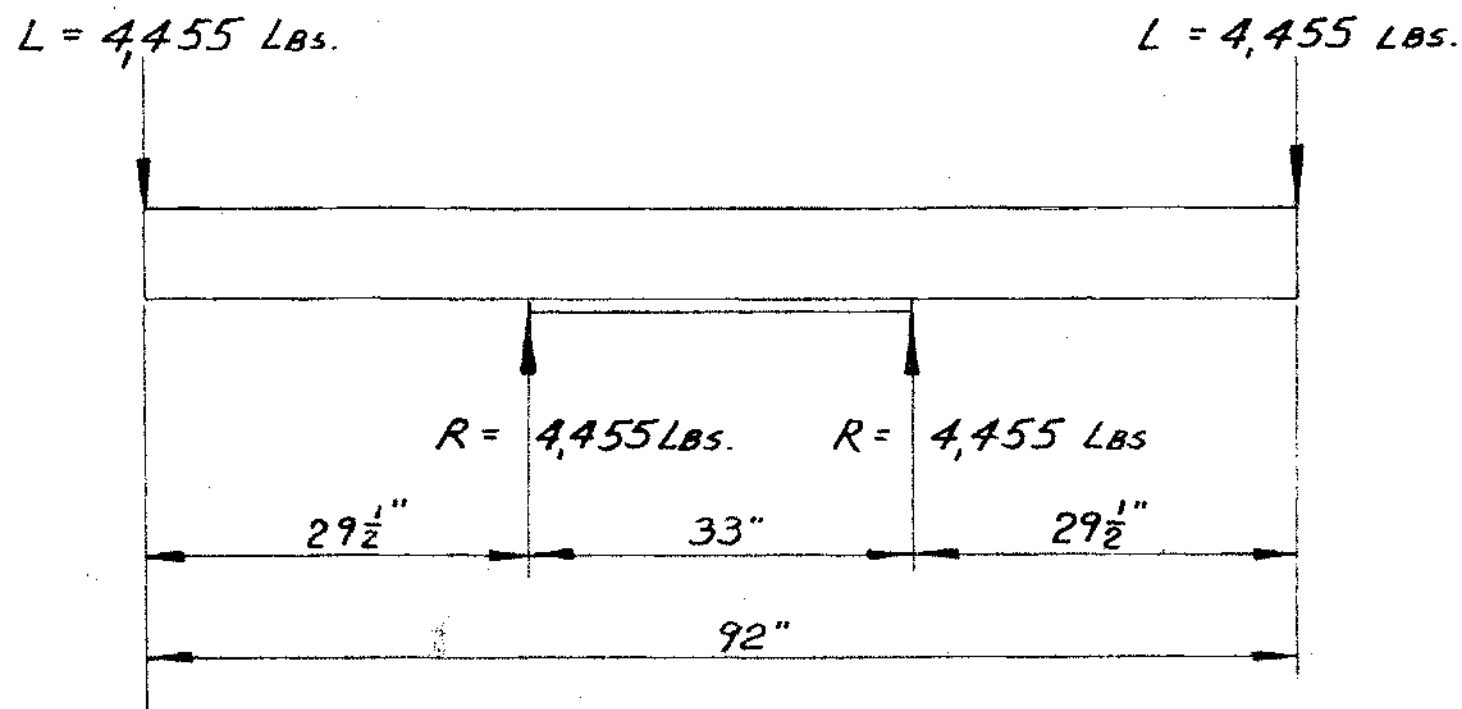 L = 4,455 LBS.
L = 4,455 LBS.
R = 4,455 LBS.
R = 4,455 LBS
29 1/2"
33"
29 1/2"
92"